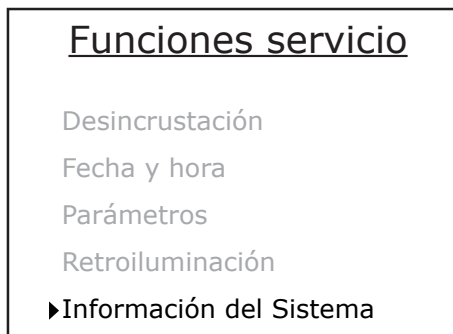 Funciones servicio
Desincrustación
Fecha y hora
Parámetros
Retroiluminación
Información del Sistema